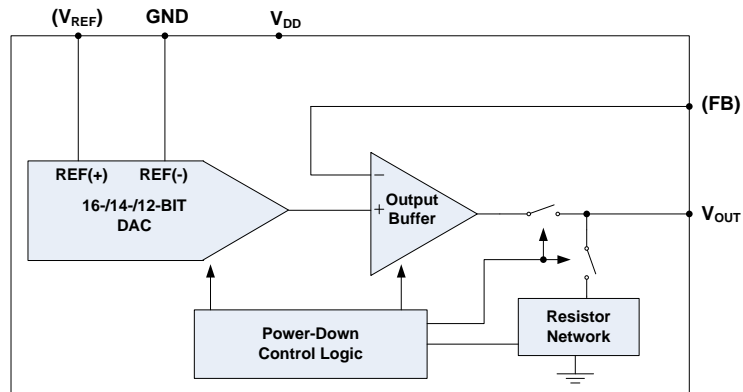 (VREF) GND VDD
(FB)
REF(+) REF(-)
16-/14-/12-BIT
DAC
−
+
Output
Buffer
VOUT
Power-Down
Control Logic
Resistor
Network